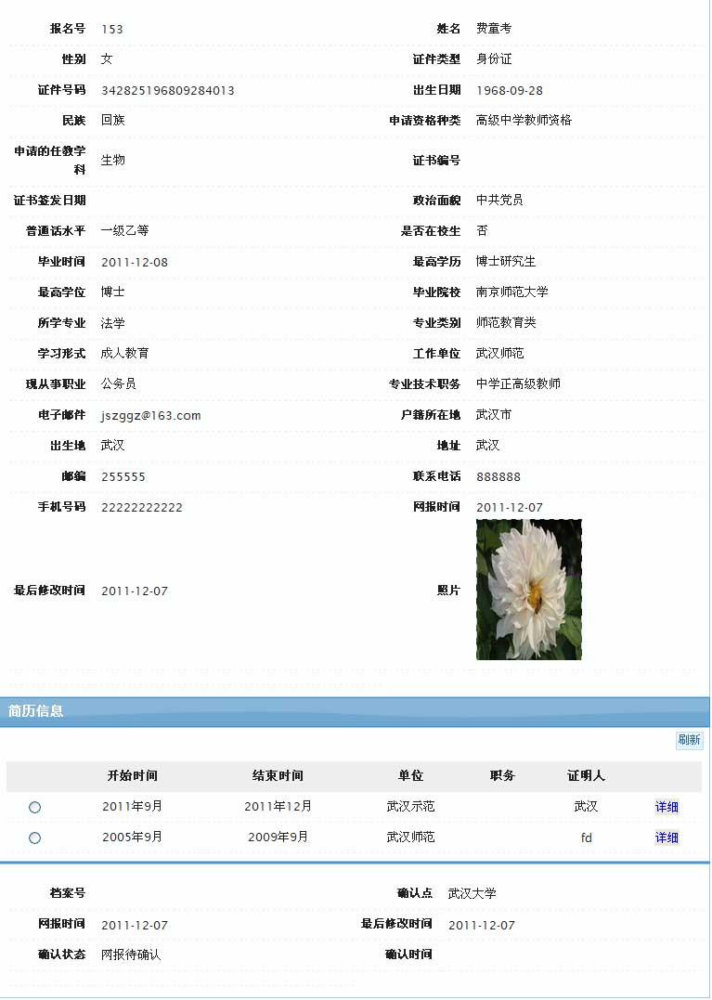 报名号 153 姓名 费童考
性别 女 证件类型 身份证
证件号码 342825196809284013 出生日期 1968-09-28
民族 回族 申请资格种类 高级中学教师资格
申请的任教学
科 生物 证书编号
证书签发日期 政治面貌 中共党员
普通话水平 一级乙等 是否在校生 否
毕业时间 2011-12-08 最高学历 博士研究生
最高学位 博士 毕业院校 南京师范大学
所学专业 法学 专业类别 师范教育类
学习形式 成人教育 工作单位 武汉师范
现从事职业 公务员 专业技术职务 中学正高级教师
电子邮件 jszggz@163.com 户籍所在地 武汉市
出生地 武汉 地址 武汉
邮编 255555 联系电话 888888
手机号码 22222222222 网报时间 2011-12-07
最后修改时间 2011-12-07 照片
简历信息
刷新
开始时间 结束时间 单位 职务 证明人
2011年9月 2011年12月 武汉示范 武汉 详细
2005年9月 2009年9月 武汉师范 fd 详细
档案号 确认点 武汉大学
网报时间 2011-12-07 最后修改时间 2011-12-07
确认状态 网报待确认 确认时间